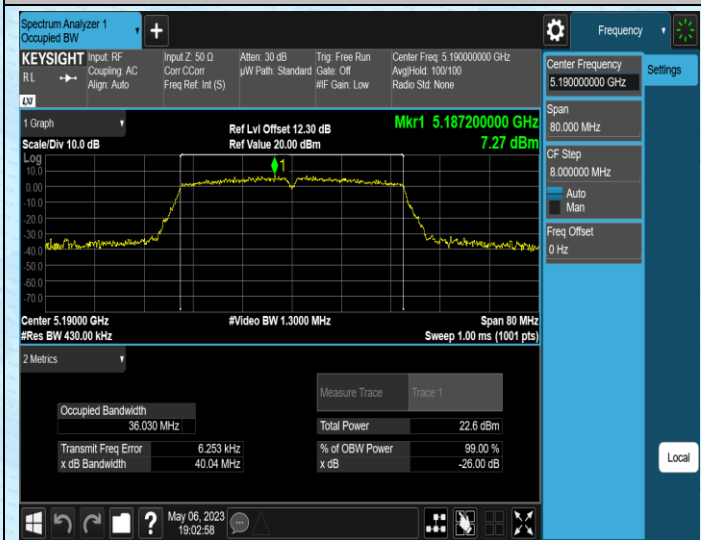 Spectrum Analyzer 1
Occupied BW
+
Frequency
KEYSIGHT
R L
LXI
Input: RF
Coupling: AC
Align: Auto
Input Z: 50 Ω
Corr CCorr
Freq Ref: Int (S)
Atten: 30 dB
µW Path: Standard
Trig: Free Run
Gate: Off
#IF Gain: Low
Center Freq: 5.190000000 GHz
Avg|Hold: 100/100
Radio Std: None
Center Frequency
5.190000000 GHz
Settings
Span
80.000 MHz
CF Step
8.000000 MHz
Auto
Man
Freq Offset
0 Hz
1 Graph
Scale/Div 10.0 dB
Ref Lvl Offset 12.30 dB
Ref Value 20.00 dBm
Mkr1 5.187200000 GHz
7.27 dBm
Log
10.0
0.00
-10.0
-20.0
-30.0
-40.0
-50.0
-60.0
-70.0
1
Center 5.19000 GHz
#Res BW 430.00 kHz
#Video BW 1.3000 MHz
Span 80 MHz
Sweep 1.00 ms (1001 pts)
2 Metrics
Measure Trace Trace 1
Occupied Bandwidth
36.030 MHz
Total Power 22.6 dBm
Transmit Freq Error 6.253 kHz
% of OBW Power 99.00 %
x dB Bandwidth 40.04 MHz
x dB -26.00 dB
Local
?
May 06, 2023
19:02:58